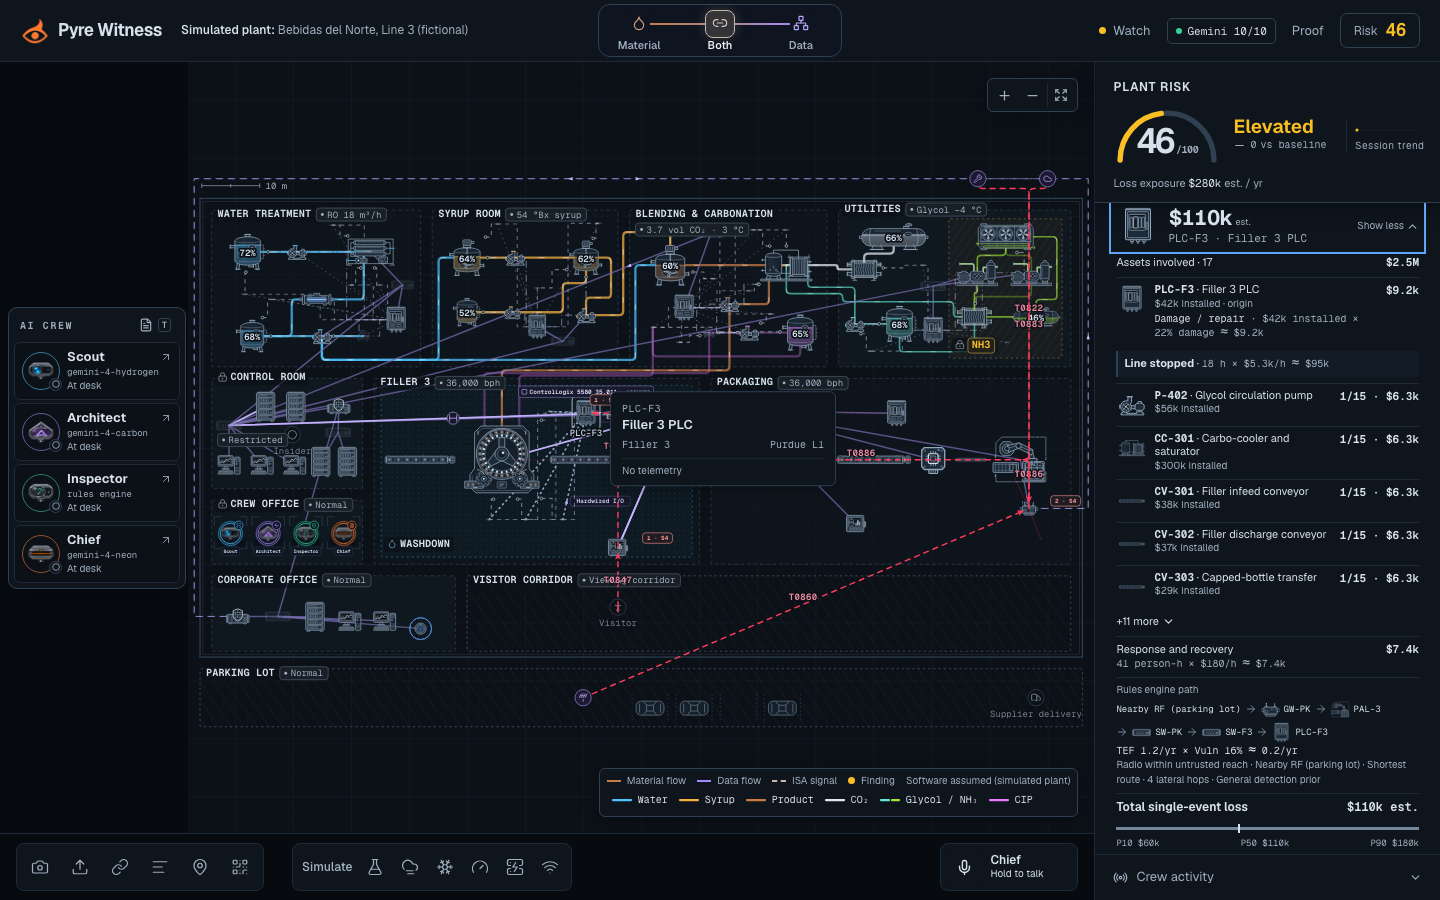 Pyre Witness
Simulated plant: Bebidas del Norte, Line 3 (fictional)
Material
Both
Data
Watch
Gemini 10/10
Proof
Risk 46
10 m
WATER TREATMENT
RO 18 m³/h
SYRUP ROOM
54 °Bx syrup
BLENDING & CARBONATION
3.7 vol CO₂ · 3 °C
UTILITIES
Glycol -4 °C
72%
68%
64%
62%
52%
60%
65%
66%
68%
T0822
46%
T0883
NH3
AI CREW
T
Scout
gemini-4-hydrogen
At desk
Architect
gemini-4-carbon
At desk
Inspector
rules engine
At desk
Chief
gemini-4-neon
At desk
CONTROL ROOM
Restricted
Insider
FILLER 3
36,000 bph
PACKAGING
36,000 bph
PLC-F3
PLC-F3
Filler 3 PLC
Filler 3
Purdue L1
No telemetry
Hardwired I/O
1 · S4
T0886
T0886
2 · S4
WASHDOWN
CREW OFFICE
Normal
Scout
Architect
Inspector
Chief
CORPORATE OFFICE
Normal
VISITOR CORRIDOR
T0847
Visitor
T0860
PARKING LOT
Normal
Supplier delivery
Material flow
Data flow
ISA signal
Finding
Software assumed (simulated plant)
Water
Syrup
Product
CO₂
Glycol / NH₃
CIP
Simulate
Chief
Hold to talk
PLANT RISK
46 /100
Elevated
— 0 vs baseline
Session trend
Loss exposure $280k est. / yr
$110k est.
PLC-F3 · Filler 3 PLC
Show less
Assets involved · 17
$2.5M
PLC-F3 · Filler 3 PLC
$9.2k
$42k installed · origin
Damage / repair · $42k installed ×
22% damage ≈ $9.2k
Line stopped · 18 h × $5.3k/h ≈ $95k
P-402 · Glycol circulation pump
1/15 · $6.3k
$56k installed
CC-301 · Carbo-cooler and
saturator
1/15 · $6.3k
$300k installed
CV-301 · Filler infeed conveyor
1/15 · $6.3k
$38k installed
CV-302 · Filler discharge conveyor
1/15 · $6.3k
$37k installed
CV-303 · Capped-bottle transfer
1/15 · $6.3k
$29k installed
+11 more
Response and recovery
$7.4k
41 person-h × $180/h ≈ $7.4k
Rules engine path
Nearby RF (parking lot) → GW-PK → PAL-3
→ SW-PK → SW-F3 → PLC-F3
TEF 1.2/yr × Vuln 16% ≈ 0.2/yr
Radio within untrusted reach · Nearby RF (parking lot) · Shortest
route · 4 lateral hops · General detection prior
Total single-event loss
$110k est.
P10 $60k
P50 $110k
P90 $180k
Crew activity